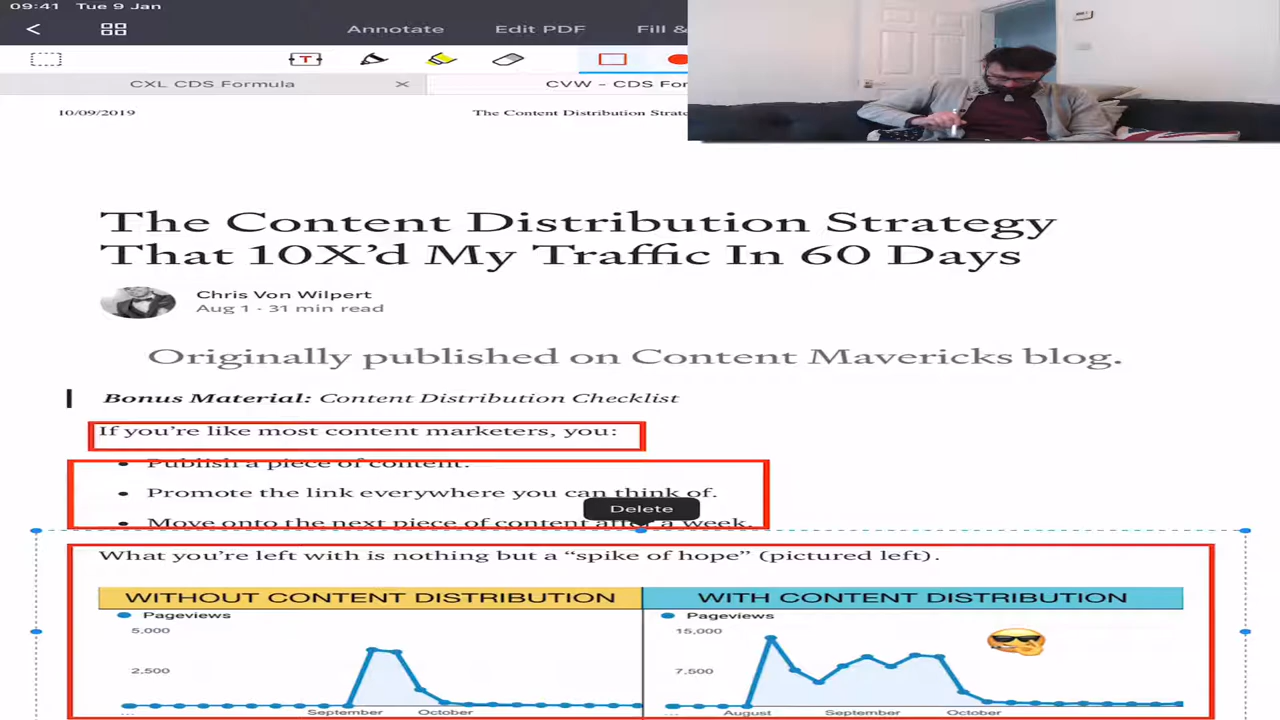 09:41 Tue 9 Jan
Annotate Edit PDF Fill &
T
CXL CDS Formula × CVW - CDS For
10/09/2019 The Content Distribution Strate
The Content Distribution Strategy
That 10X’d My Traffic In 60 Days
Chris Von Wilpert
Aug 1 · 31 min read
Originally published on Content Mavericks blog.
Bonus Material: Content Distribution Checklist
If you’re like most content marketers, you:
• Publish a piece of content.
• Promote the link everywhere you can think of.
Delete
• Move onto the next piece of content after a week.
What you’re left with is nothing but a “spike of hope” (pictured left).
WITHOUT CONTENT DISTRIBUTION WITH CONTENT DISTRIBUTION
Pageviews Pageviews
5,000 15,000
2,500 7,500
... September October ... August September October